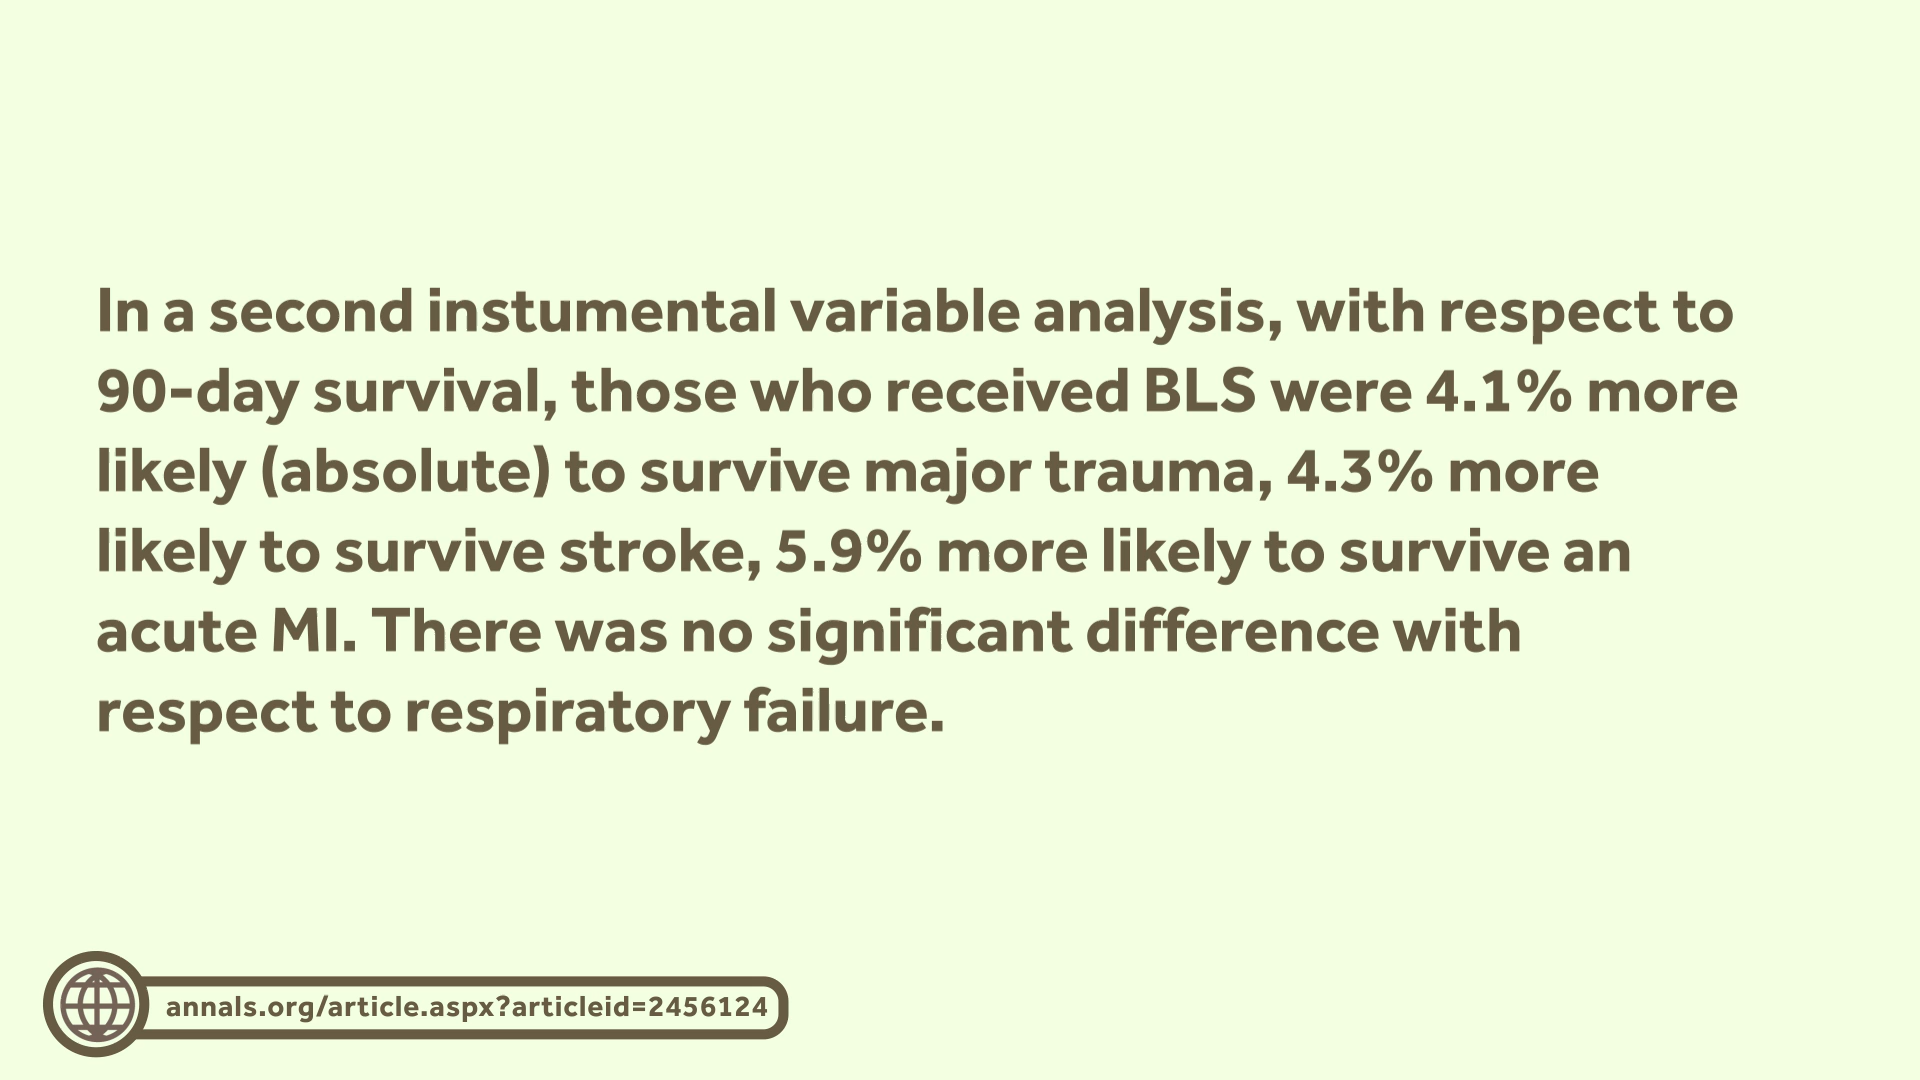 In a second instumental variable analysis, with respect to
90-day survival, those who received BLS were 4.1% more
likely (absolute) to survive major trauma, 4.3% more
likely to survive stroke, 5.9% more likely to survive an
acute MI. There was no significant difference with
respect to respiratory failure.
annals.org/article.aspx?articleid=2456124